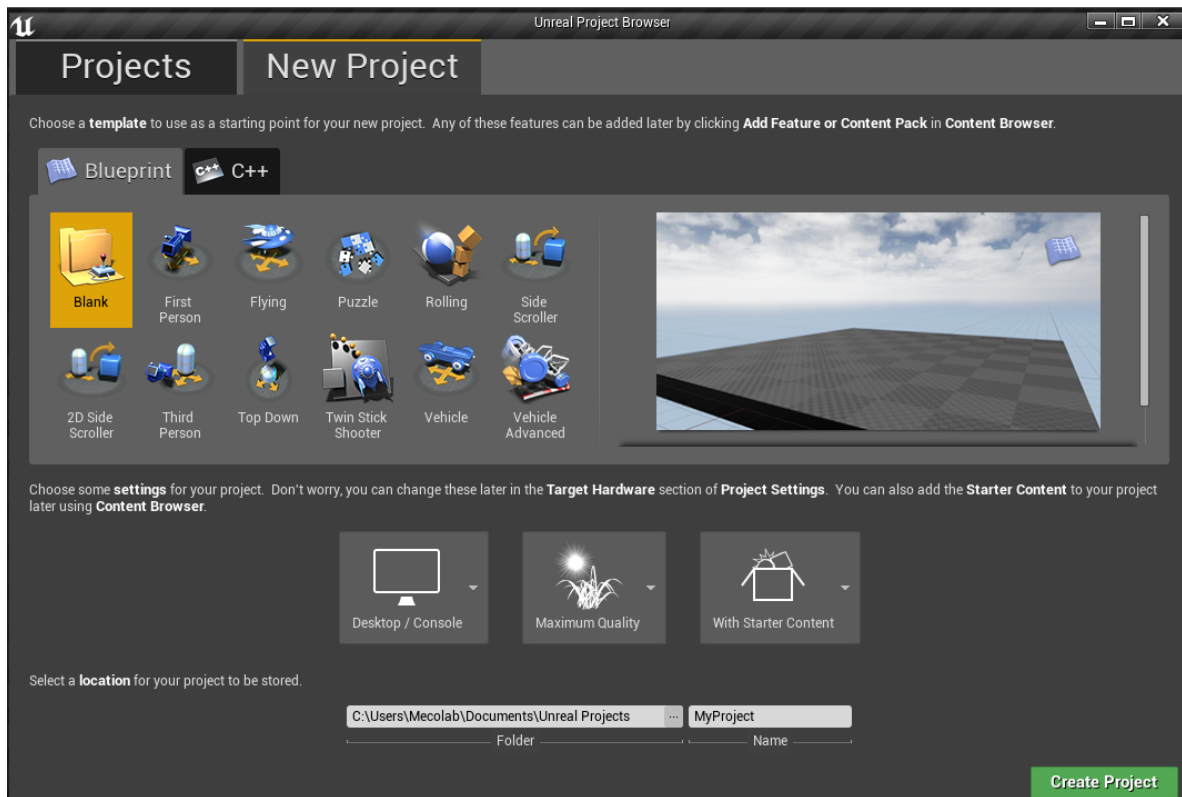 Unreal Project Browser
Projects
New Project
Choose a template to use as a starting point for your new project. Any of these features can be added later by clicking Add Feature or Content Pack in Content Browser.
Blueprint
C++
C++
Blank
First
Person
Flying
Puzzle
Rolling
Side
Scroller
2D Side
Scroller
Third
Person
Top Down
Twin Stick
Shooter
Vehicle
Vehicle
Advanced
Choose some settings for your project. Don't worry, you can change these later in the Target Hardware section of Project Settings. You can also add the Starter Content to your project
later using Content Browser.
Desktop / Console
Maximum Quality
With Starter Content
Select a location for your project to be stored.
C:\Users\Mecolab\Documents\Unreal Projects
...
MyProject
Folder
Name
Create Project